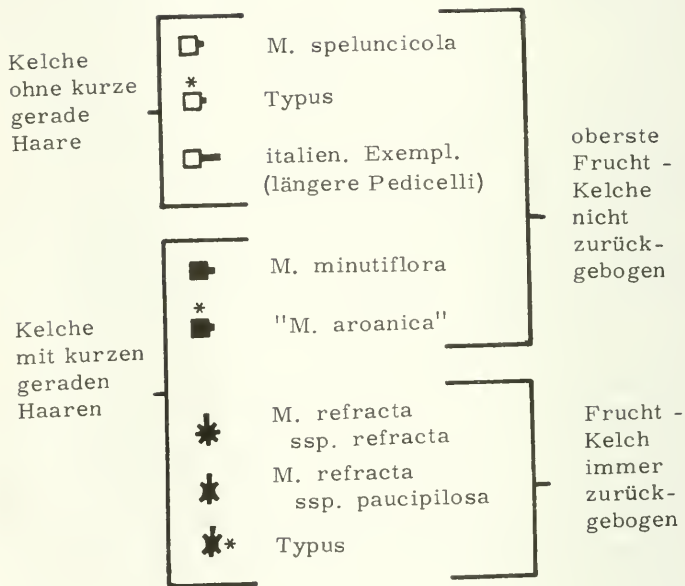 Kelche
ohne kurze
gerade
Haare
M. speluncicola
*
Typus
italien. Exempl.
(längere Pedicelli)
oberste
Frucht -
Kelche
nicht
zurück-
gebogen
Kelche
mit kurzen
geraden
Haaren
M. minutiflora
*
"M. aroanica"
M. refracta
ssp. refracta
M. refracta
ssp. paucipilosa
* Typus
Frucht -
Kelch
immer
zurück-
gebogen